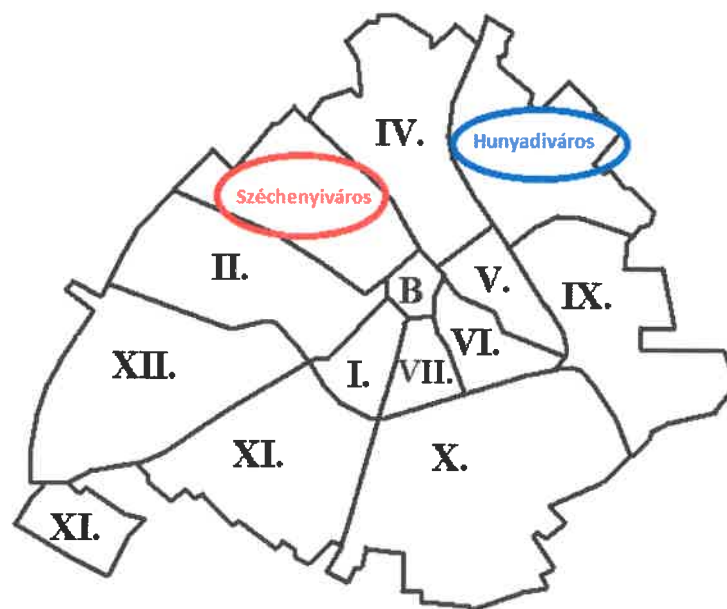 IV.
Hunyadiváros
Széchenyiváros
II.
B
V.
IX.
XII.
I.
VII.
VI.
XI.
X.
XI.